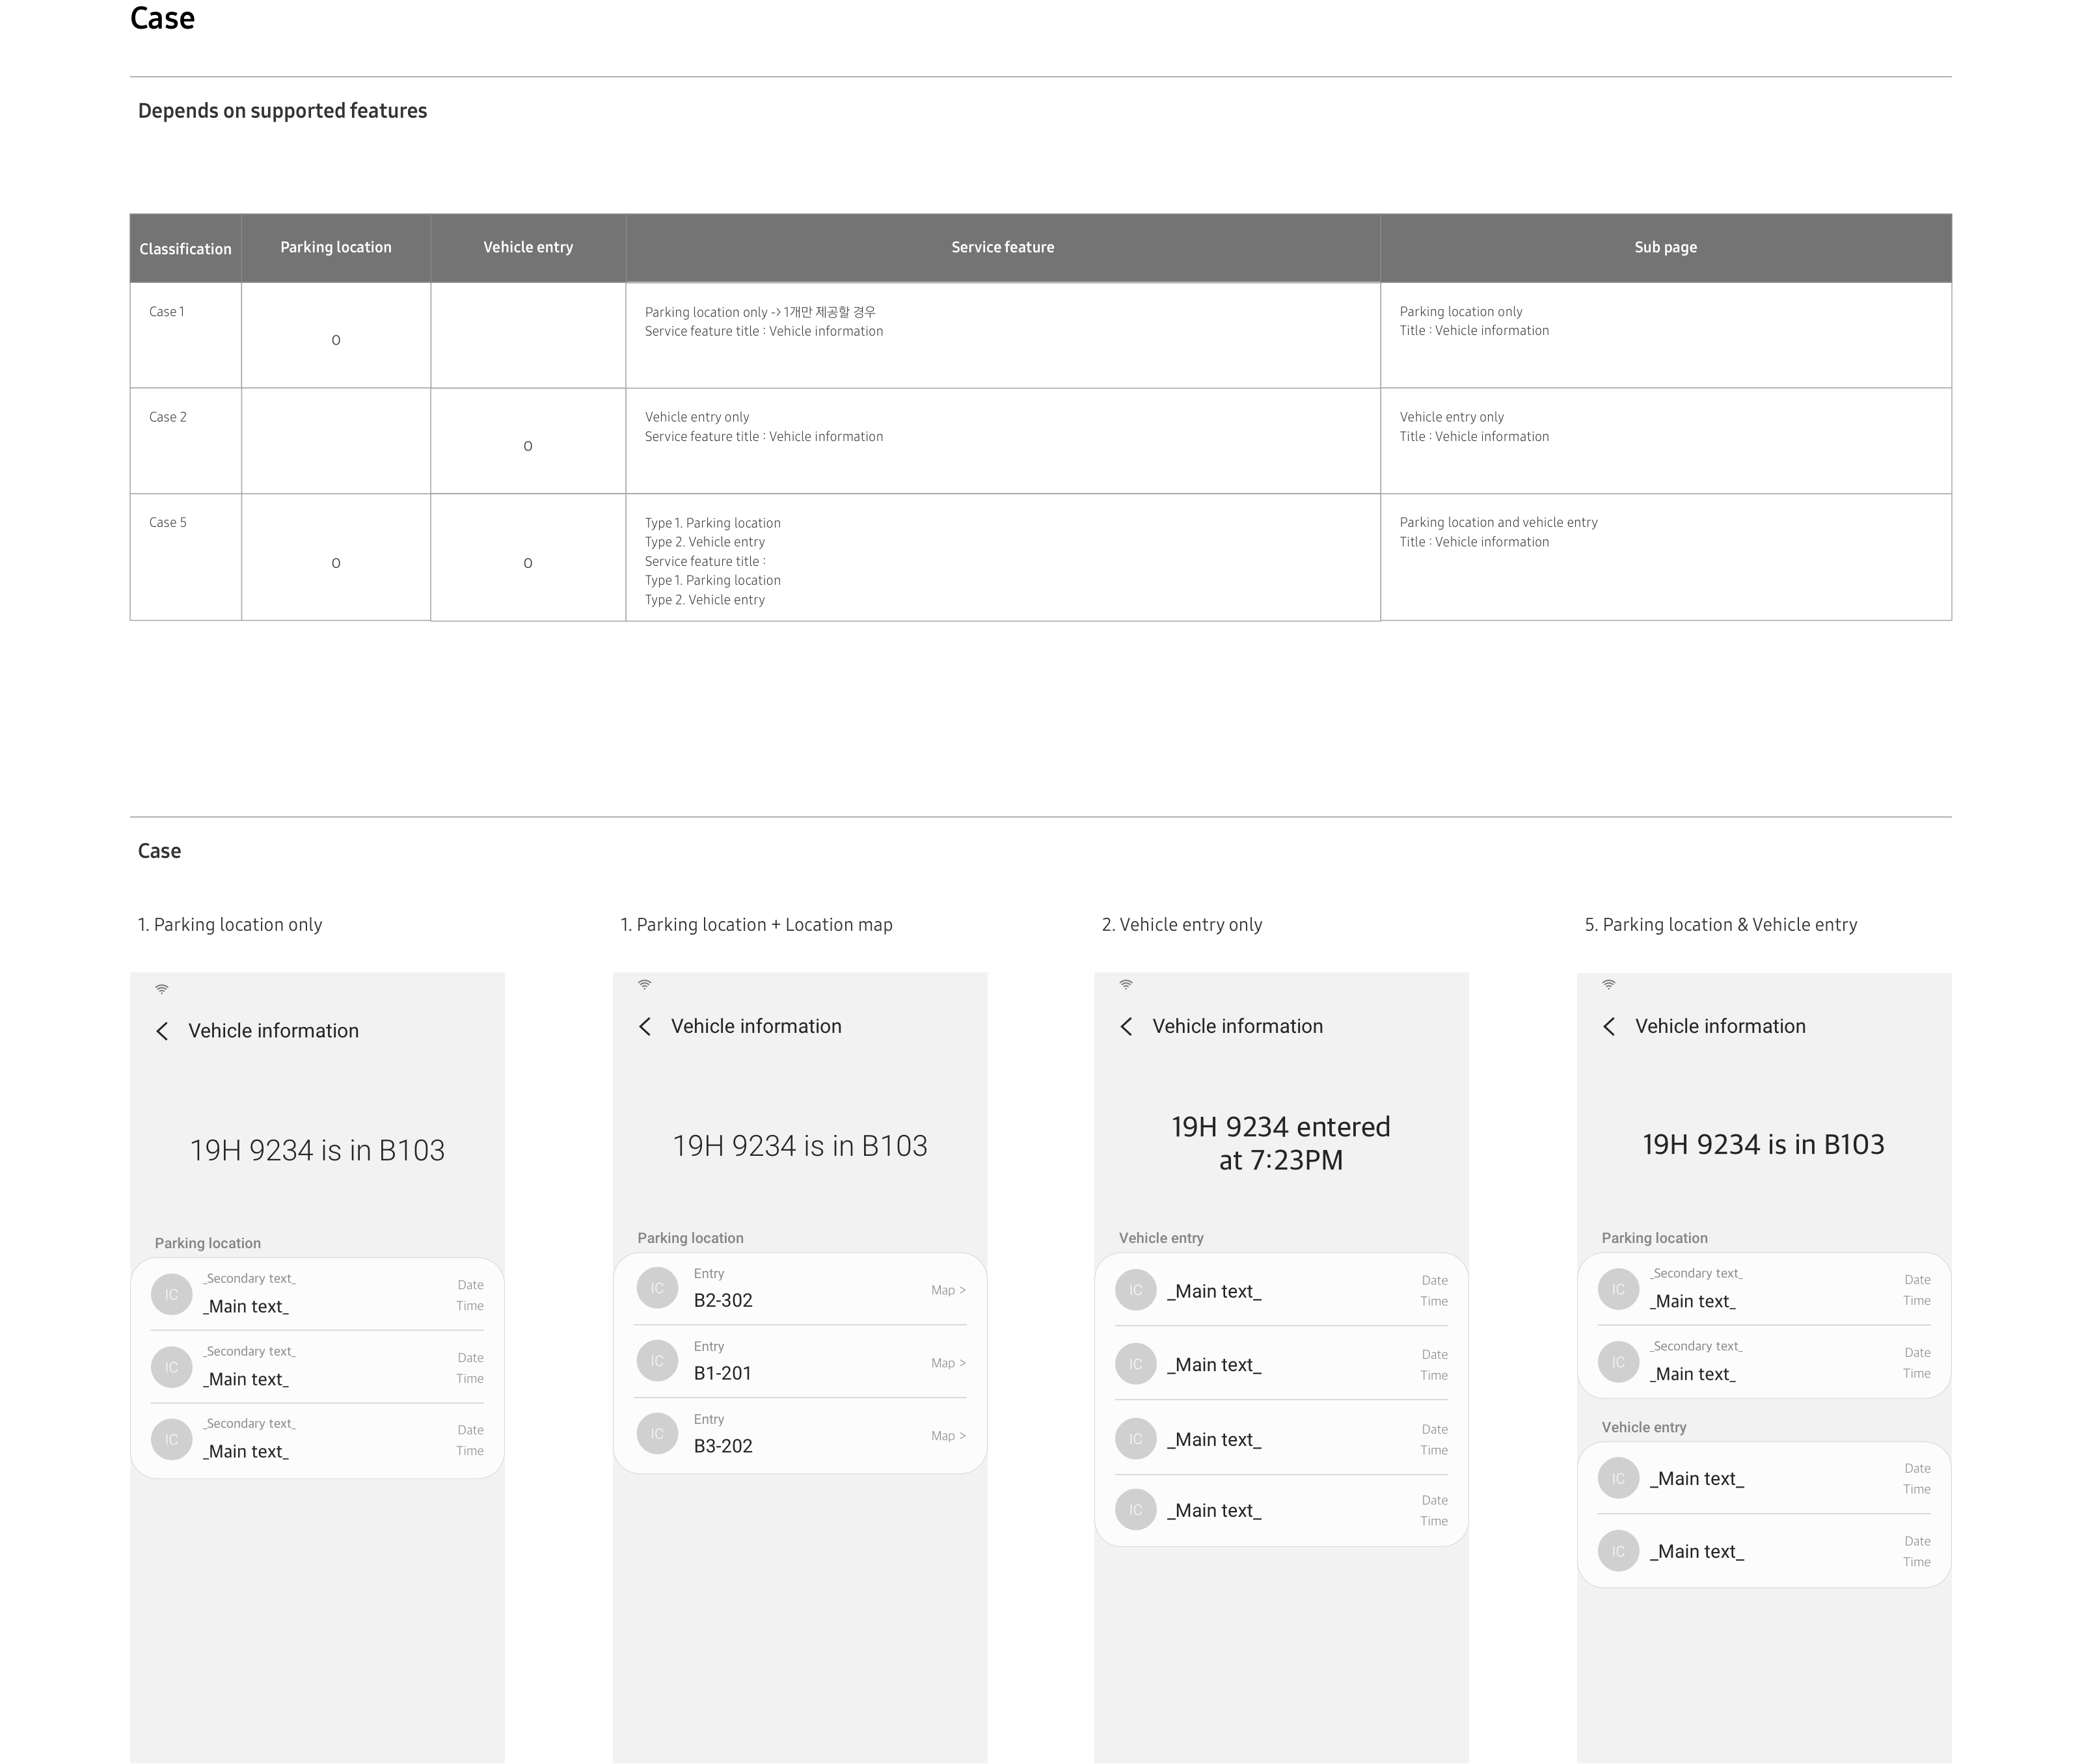 Case
Depends on supported features
Classification Parking location Vehicle entry Service feature Sub page
Case 1
O
Parking location only -> 1개만 제공할 경우
Service feature title : Vehicle information
Parking location only
Title : Vehicle information
Case 2
O
Vehicle entry only
Service feature title : Vehicle information
Vehicle entry only
Title : Vehicle information
Case 5
O
O
Type 1. Parking location
Type 2. Vehicle entry
Service feature title :
Type 1. Parking location
Type 2. Vehicle entry
Parking location and vehicle entry
Title : Vehicle information
Case
1. Parking location only
Vehicle information
19H 9234 is in B103
Parking location
IC
_Secondary text_
_Main text_
Date
Time
IC
_Secondary text_
_Main text_
Date
Time
IC
_Secondary text_
_Main text_
Date
Time
1. Parking location + Location map
Vehicle information
19H 9234 is in B103
Parking location
IC
Entry
B2-302
Map >
IC
Entry
B1-201
Map >
IC
Entry
B3-202
Map >
2. Vehicle entry only
Vehicle information
19H 9234 entered
at 7:23PM
Vehicle entry
IC
_Main text_
Date
Time
IC
_Main text_
Date
Time
IC
_Main text_
Date
Time
IC
_Main text_
Date
Time
5. Parking location & Vehicle entry
Vehicle information
19H 9234 is in B103
Parking location
IC
_Secondary text_
_Main text_
Date
Time
IC
_Secondary text_
_Main text_
Date
Time
Vehicle entry
IC
_Main text_
Date
Time
IC
_Main text_
Date
Time